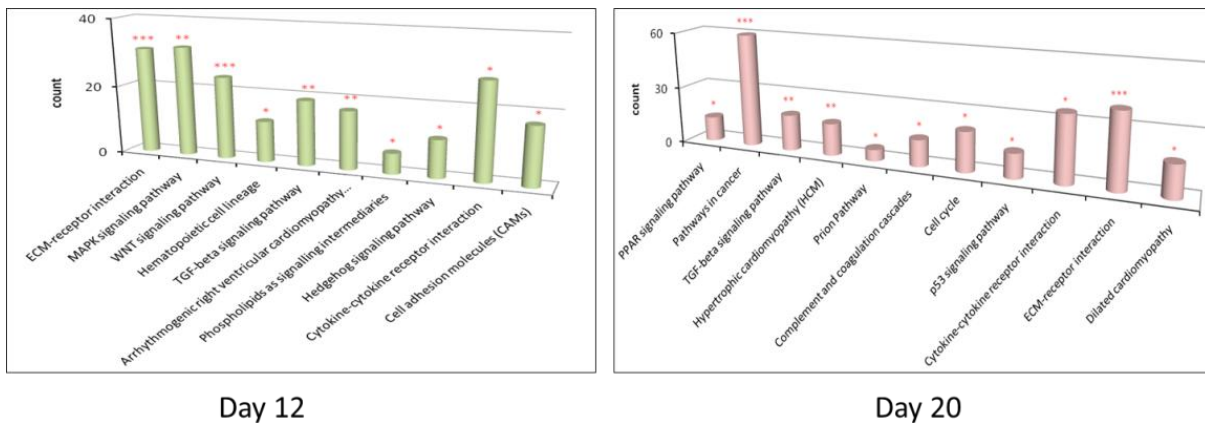 40
20
0
count
***
**
***
*
**
**
*
*
*
*
ECM-receptor interaction
MAPK signaling pathway
WNT signaling pathway
Hematopoietic cell lineage
TGF-beta signaling pathway
Arrhythmogenic right ventricular cardiomyopathy...
Phospholipids as signalling intermediaries
Hedgehog signaling pathway
Cytokine-cytokine receptor interaction
Cell adhesion molecules (CAMs)
Day 12
60
30
0
count
*
***
**
**
*
*
*
*
*
***
*
PPAR signaling pathway
Pathways in cancer
TGF-beta signaling pathway
Hypertrophic cardiomyopathy (HCM)
Prion Pathway
Complement and coagulation cascades
Cell cycle
p53 signaling pathway
Cytokine-cytokine receptor interaction
ECM-receptor interaction
Dilated cardiomyopathy
Day 20